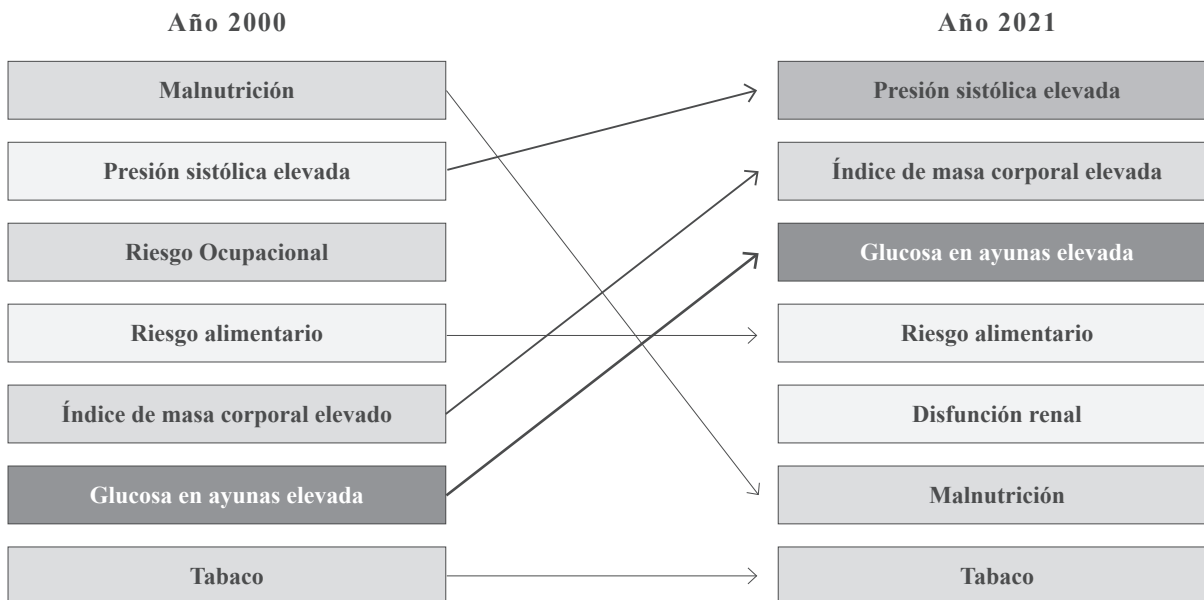 Año 2000
Año 2021
Malnutrición
Presión sistólica elevada
Presión sistólica elevada
Índice de masa corporal elevada
Riesgo Ocupacional
Glucosa en ayunas elevada
Riesgo alimentario
Riesgo alimentario
Índice de masa corporal elevado
Disfunción renal
Glucosa en ayunas elevada
Malnutrición
Tabaco
Tabaco